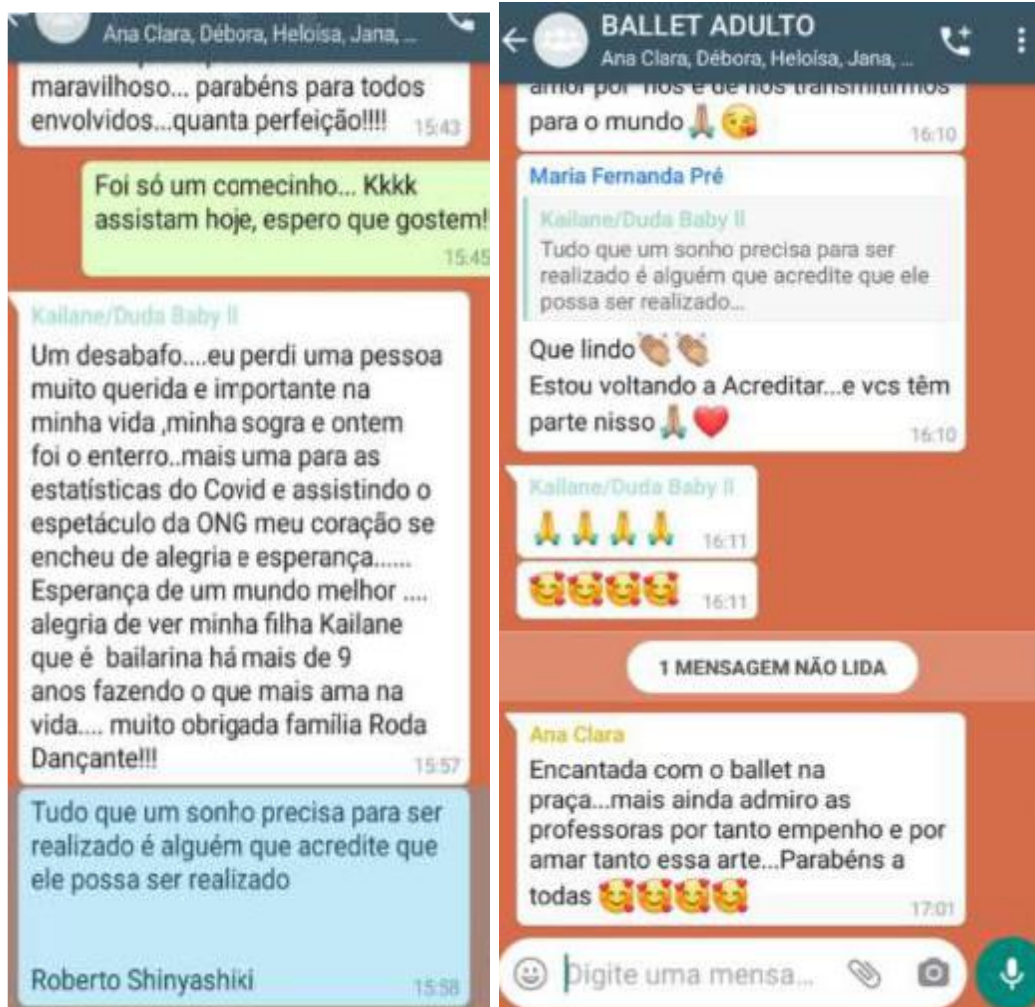 Ana Clara, Débora, Heloísa, Jana, ...
maravilhoso... parabéns para todos
envolvidos...quanta perfeição!!!! 15:43
Foi só um comecinho... Kkkk
assistam hoje, espero que gostem!
15:45
Kailane/Duda Baby ll
Um desabafo....eu perdi uma pessoa
muito querida e importante na
minha vida ,minha sogra e ontem
foi o enterro..mais uma para as
estatísticas do Covid e assistindo o
espetáculo da ONG meu coração se
encheu de alegria e esperança......
Esperança de um mundo melhor ....
alegria de ver minha filha Kailane
que é bailarina há mais de 9
anos fazendo o que mais ama na
vida.... muito obrigada família Roda
Dançante!!! 15:57
Tudo que um sonho precisa para ser
realizado é alguém que acredite que
ele possa ser realizado
Roberto Shinyashiki 15:58
BALLET ADULTO
Ana Clara, Débora, Heloísa, Jana, ...
amor por nós e de nós transmitirmos
para o mundo🙏🏽😘 16:10
Maria Fernanda Pré
Kailane/Duda Baby ll
Tudo que um sonho precisa para ser
realizado é alguém que acredite que ele
possa ser realizado...
Que lindo👏🏽👏🏽
Estou voltando a Acreditar...e vcs têm
parte nisso🙏🏽❤️ 16:10
Kailane/Duda Baby ll
🙏🙏🙏🙏 16:11
🥰🥰🥰🥰 16:11
1 MENSAGEM NÃO LIDA
Ana Clara
Encantada com o ballet na
praça...mais ainda admiro as
professoras por tanto empenho e por
amar tanto essa arte...Parabéns a
todas 🥰🥰🥰🥰 17:01
Digite uma mensa...